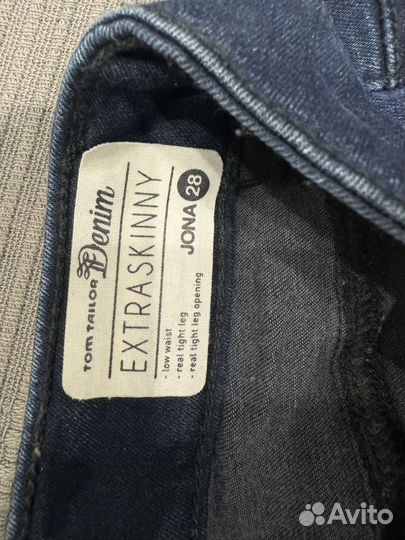 TOM TAILOR Denim
EXTRASKINNY
JONA 28
- low waist
- real tight leg
- real tight leg opening
Avito